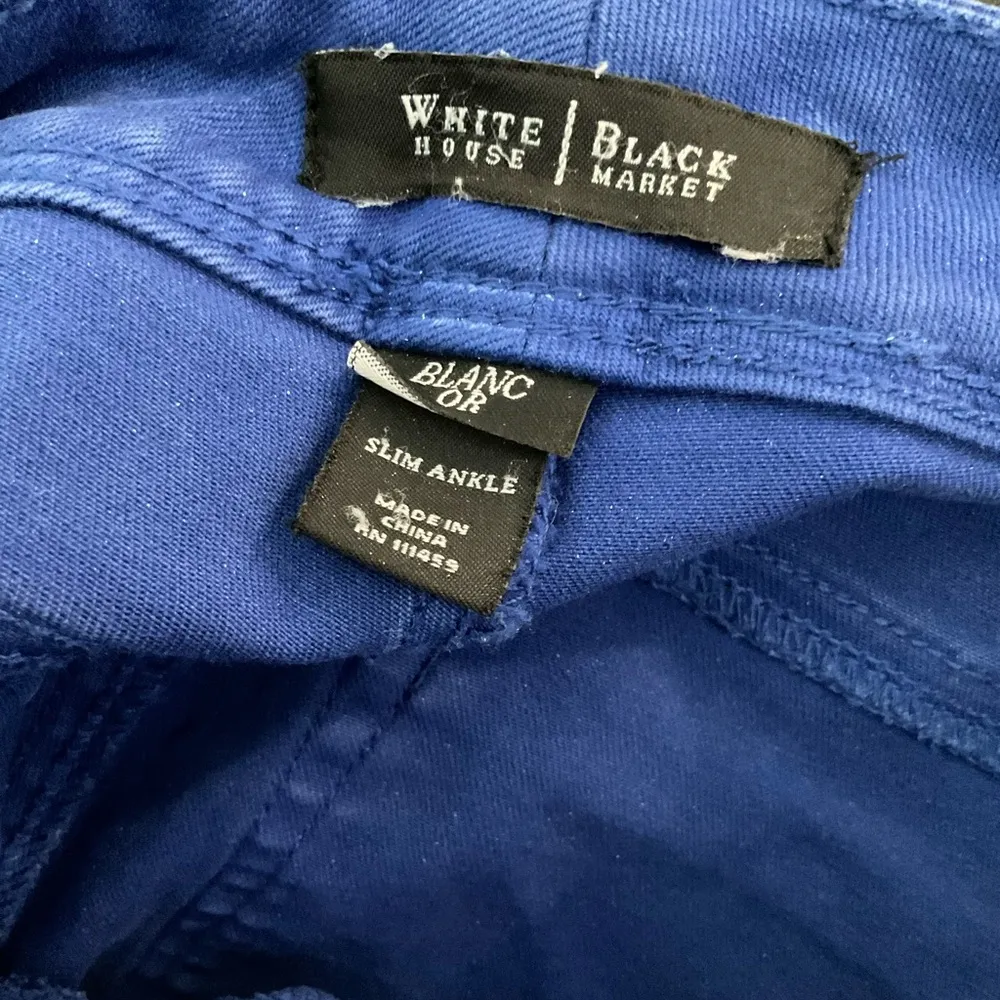 WHITE HOUSE | BLACK MARKET
BLANC
OR
SLIM ANKLE
MADE IN
CHINA
RN 111459